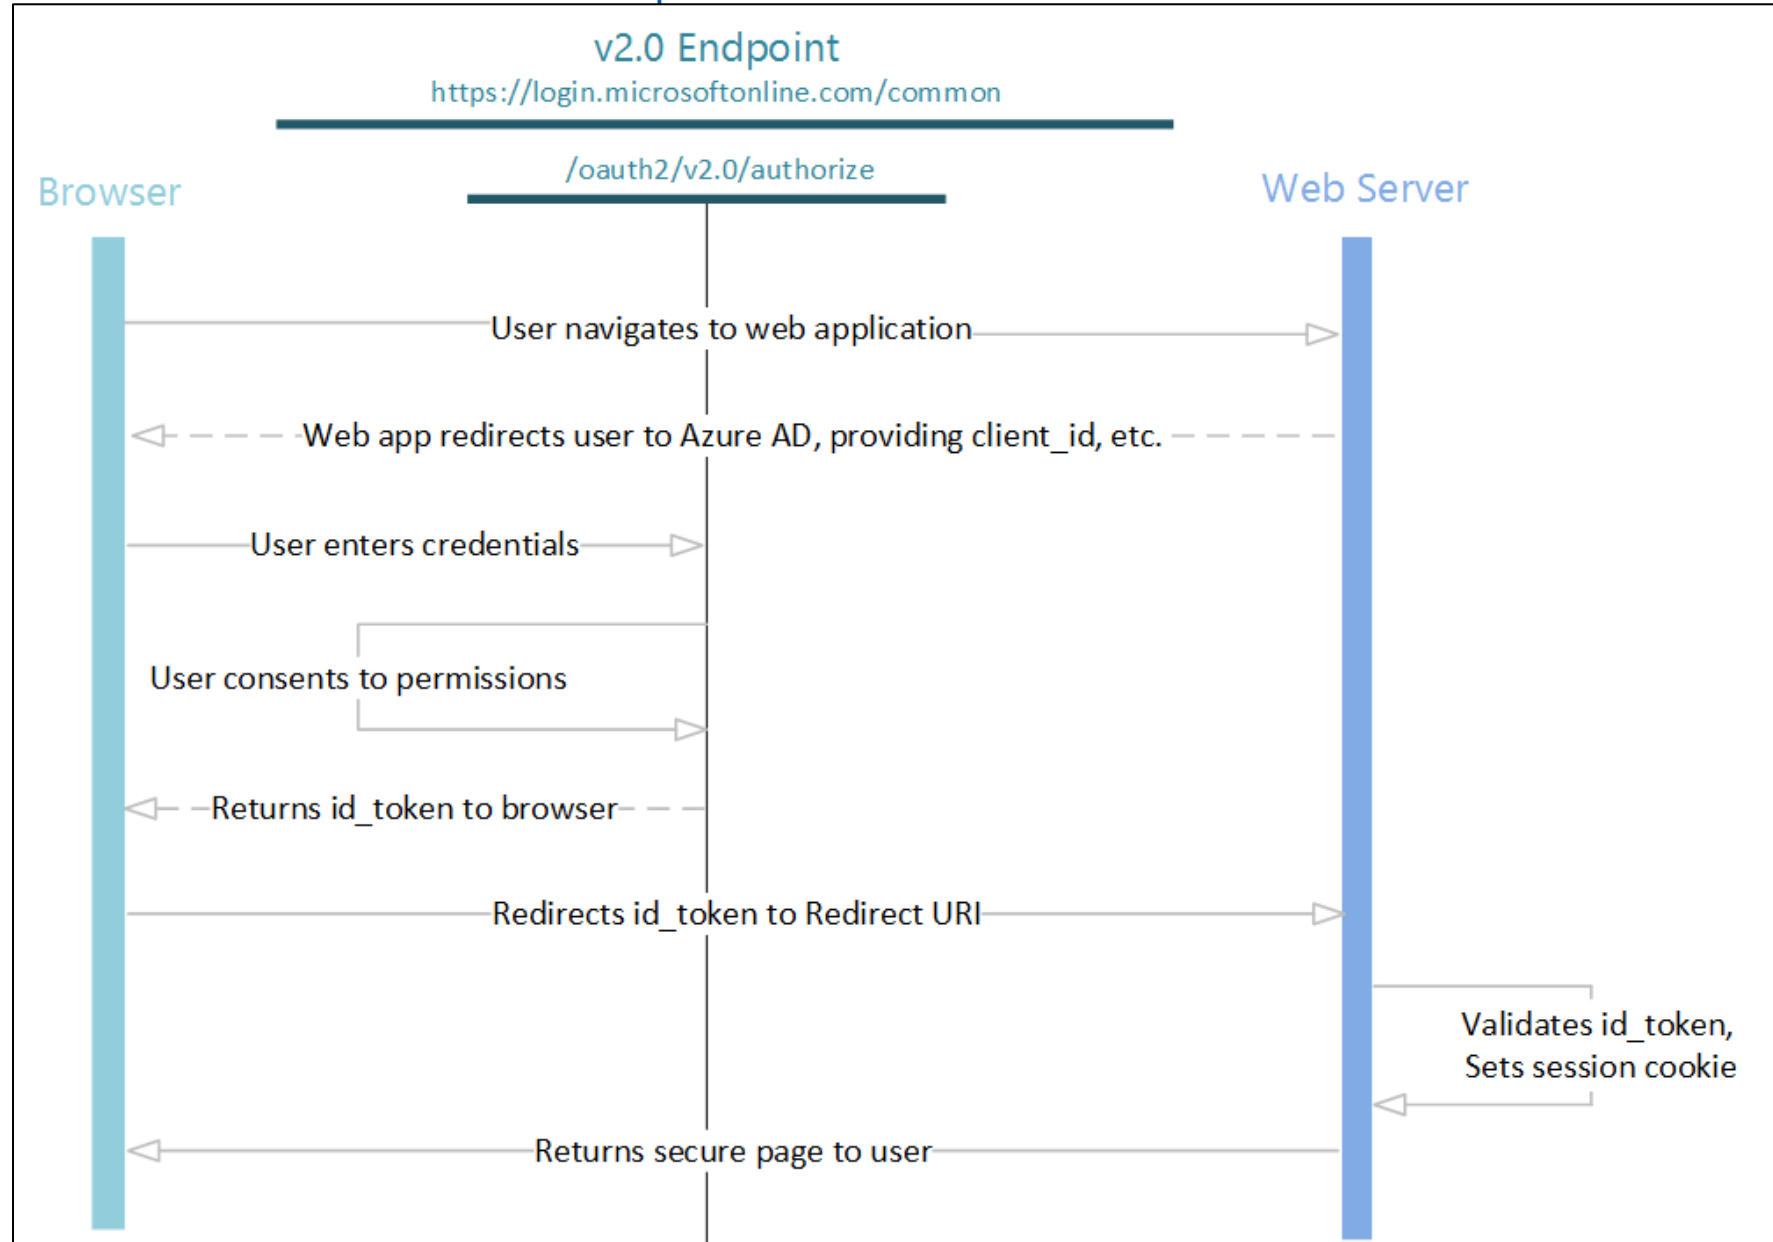 v2.0 Endpoint
https://login.microsoftonline.com/common
/oauth2/v2.0/authorize
Browser
Web Server
User navigates to web application
Web app redirects user to Azure AD, providing client_id, etc.
User enters credentials
User consents to permissions
Returns id_token to browser
Redirects id_token to Redirect URI
Validates id_token,
Sets session cookie
Returns secure page to user